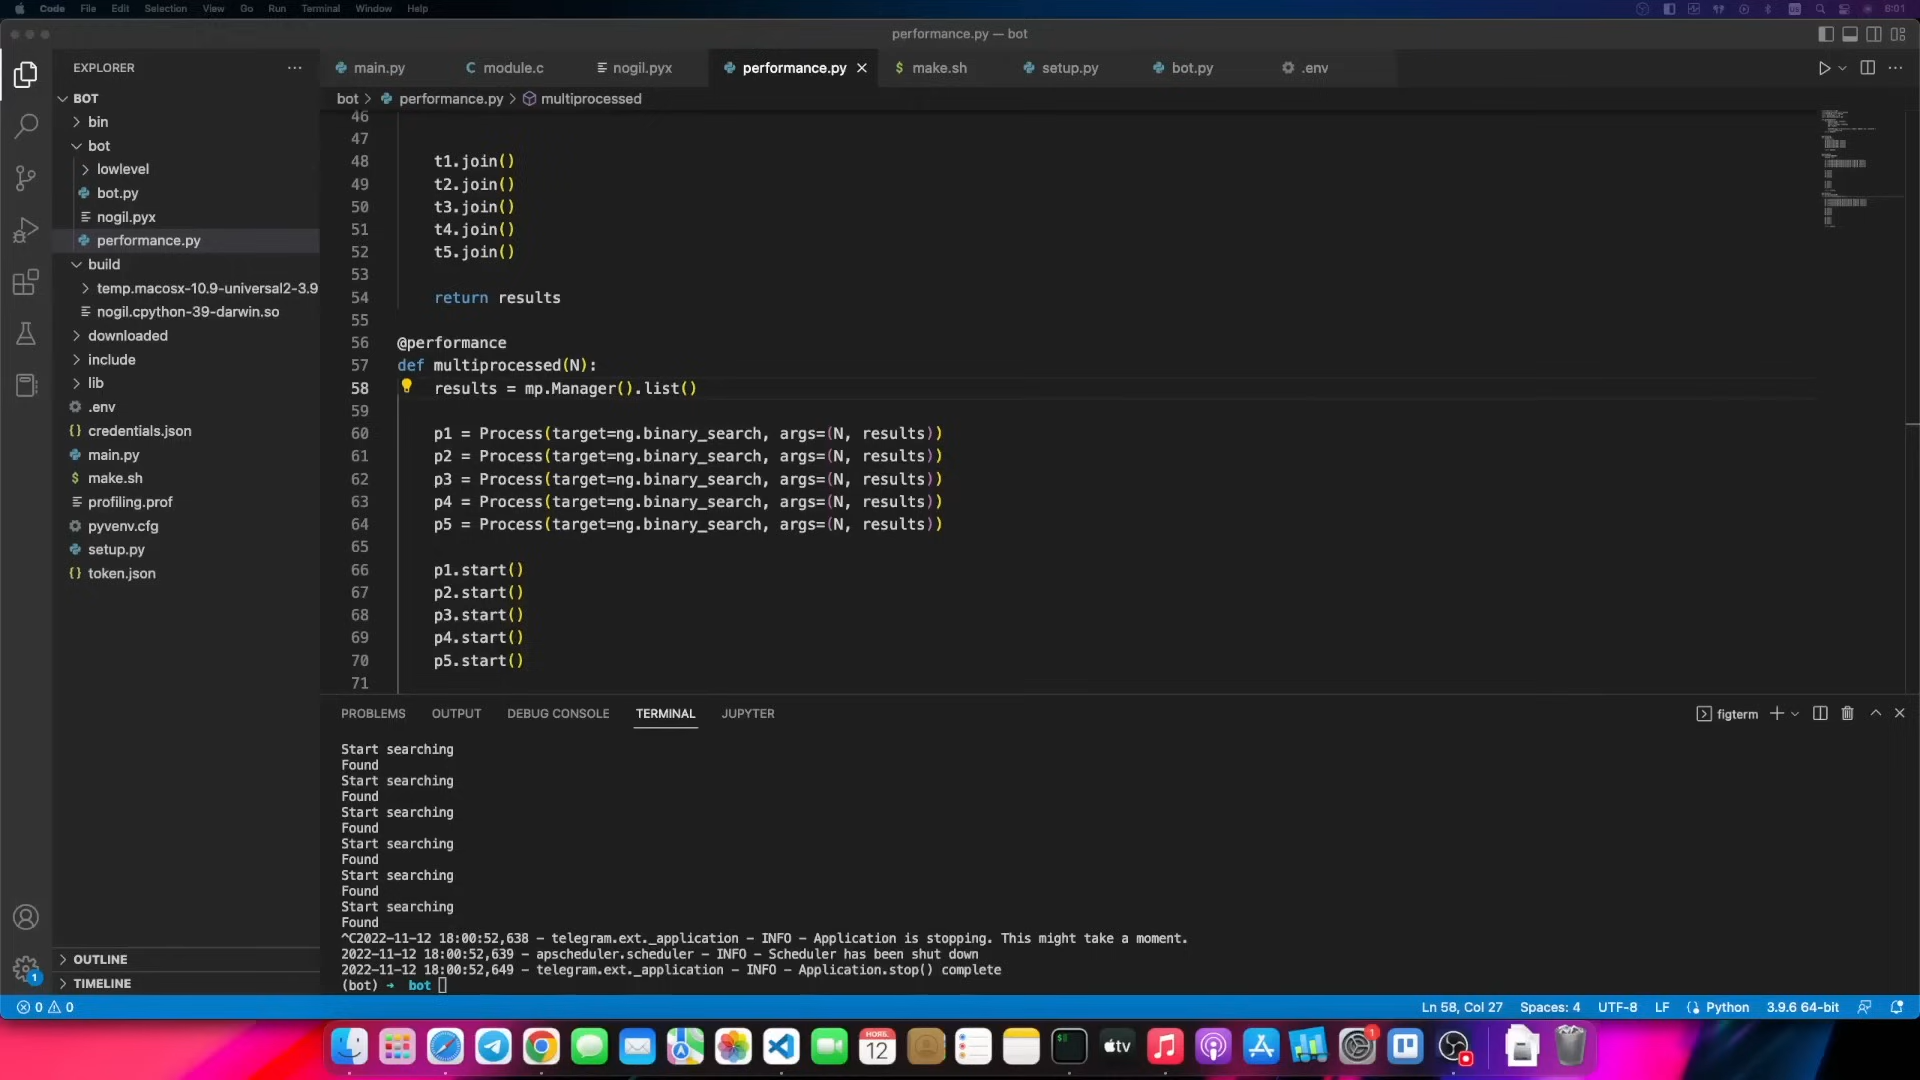 Code File Edit Selection View Go Run Terminal Window Help
8:01
performance.py — bot
EXPLORER
main.py
module.c
nogil.pyx
performance.py
make.sh
setup.py
bot.py
.env
bot > performance.py > multiprocessed
BOT
bin
bot
lowlevel
bot.py
nogil.pyx
performance.py
build
temp.macosx-10.9-universal2-3.9
nogil.cpython-39-darwin.so
downloaded
include
lib
.env
credentials.json
main.py
make.sh
profiling.prof
pyvenv.cfg
setup.py
token.json
OUTLINE
TIMELINE
46
47
48 t1.join()
49 t2.join()
50 t3.join()
51 t4.join()
52 t5.join()
53
54 return results
55
56 @performance
57 def multiprocessed(N):
58 results = mp.Manager().list()
59
60 p1 = Process(target=ng.binary_search, args=(N, results))
61 p2 = Process(target=ng.binary_search, args=(N, results))
62 p3 = Process(target=ng.binary_search, args=(N, results))
63 p4 = Process(target=ng.binary_search, args=(N, results))
64 p5 = Process(target=ng.binary_search, args=(N, results))
65
66 p1.start()
67 p2.start()
68 p3.start()
69 p4.start()
70 p5.start()
71
PROBLEMS OUTPUT DEBUG CONSOLE TERMINAL JUPYTER
figterm
Start searching
Found
Start searching
Found
Start searching
Found
Start searching
Found
Start searching
Found
Start searching
Found
^C2022-11-12 18:00:52,638 - telegram.ext._application - INFO - Application is stopping. This might take a moment.
2022-11-12 18:00:52,639 - apscheduler.scheduler - INFO - Scheduler has been shut down
2022-11-12 18:00:52,649 - telegram.ext._application - INFO - Application.stop() complete
(bot) → bot
1
0 0
Ln 58, Col 27 Spaces: 4 UTF-8 LF Python 3.9.6 64-bit
НОЯБ.
12
tv
1